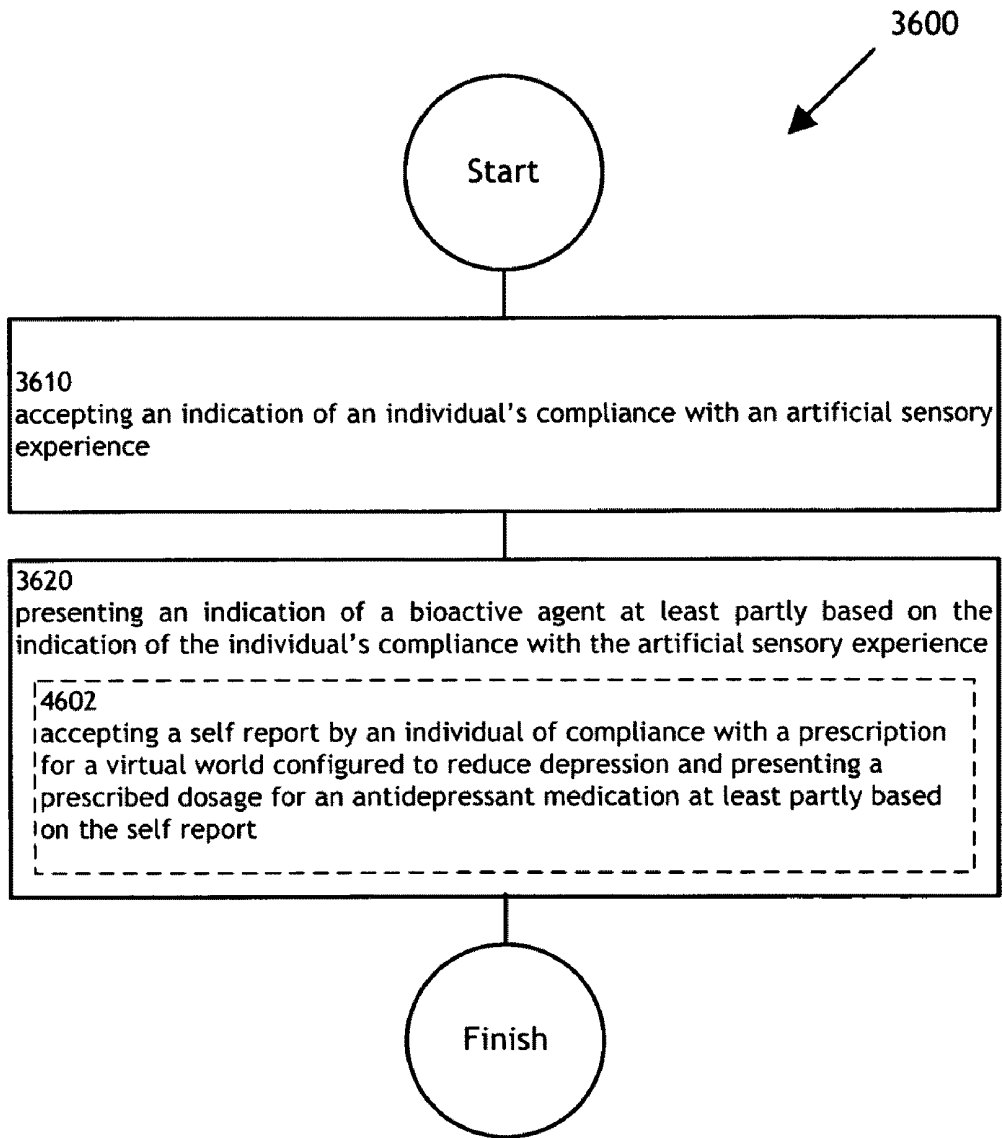 3600
Start
3610
accepting an indication of an individual's compliance with an artificial sensory
experience
3620
presenting an indication of a bioactive agent at least partly based on the
indication of the individual's compliance with the artificial sensory experience
4602
accepting a self report by an individual of compliance with a prescription
for a virtual world configured to reduce depression and presenting a
prescribed dosage for an antidepressant medication at least partly based
on the self report
Finish